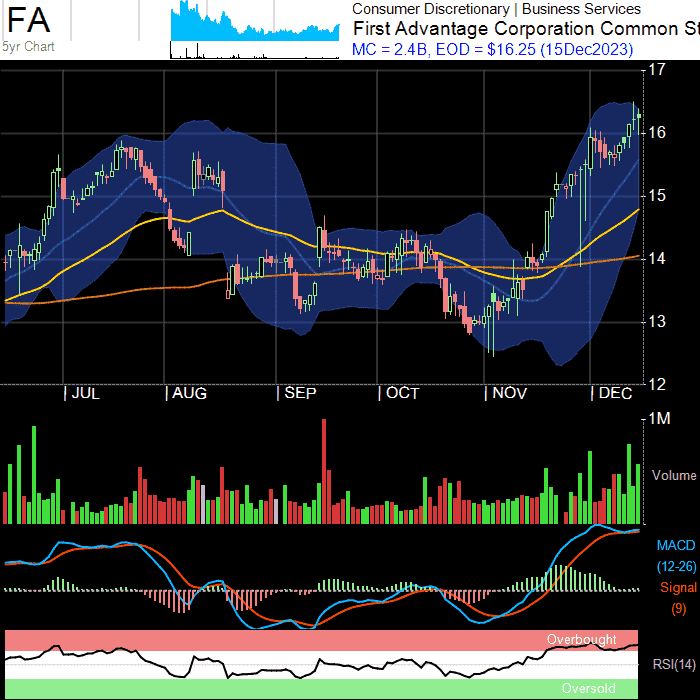 FA
5yr Chart
Consumer Discretionary | Business Services
First Advantage Corporation Common St
MC = 2.4B, EOD = $16.25 (15Dec2023)
17
16
15
14
13
12
| JUL | AUG | SEP | OCT | NOV | DEC
1M
Volume
MACD
(12-26)
Signal
(9)
Overbought
RSI(14)
Oversold